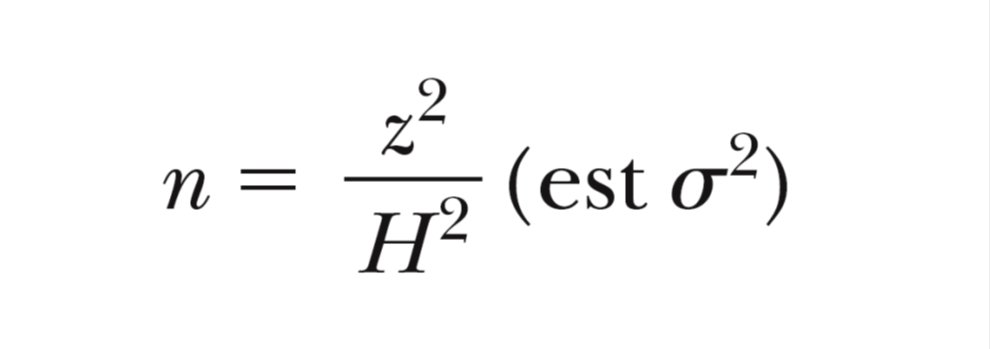 n = z²/H² (est σ²)